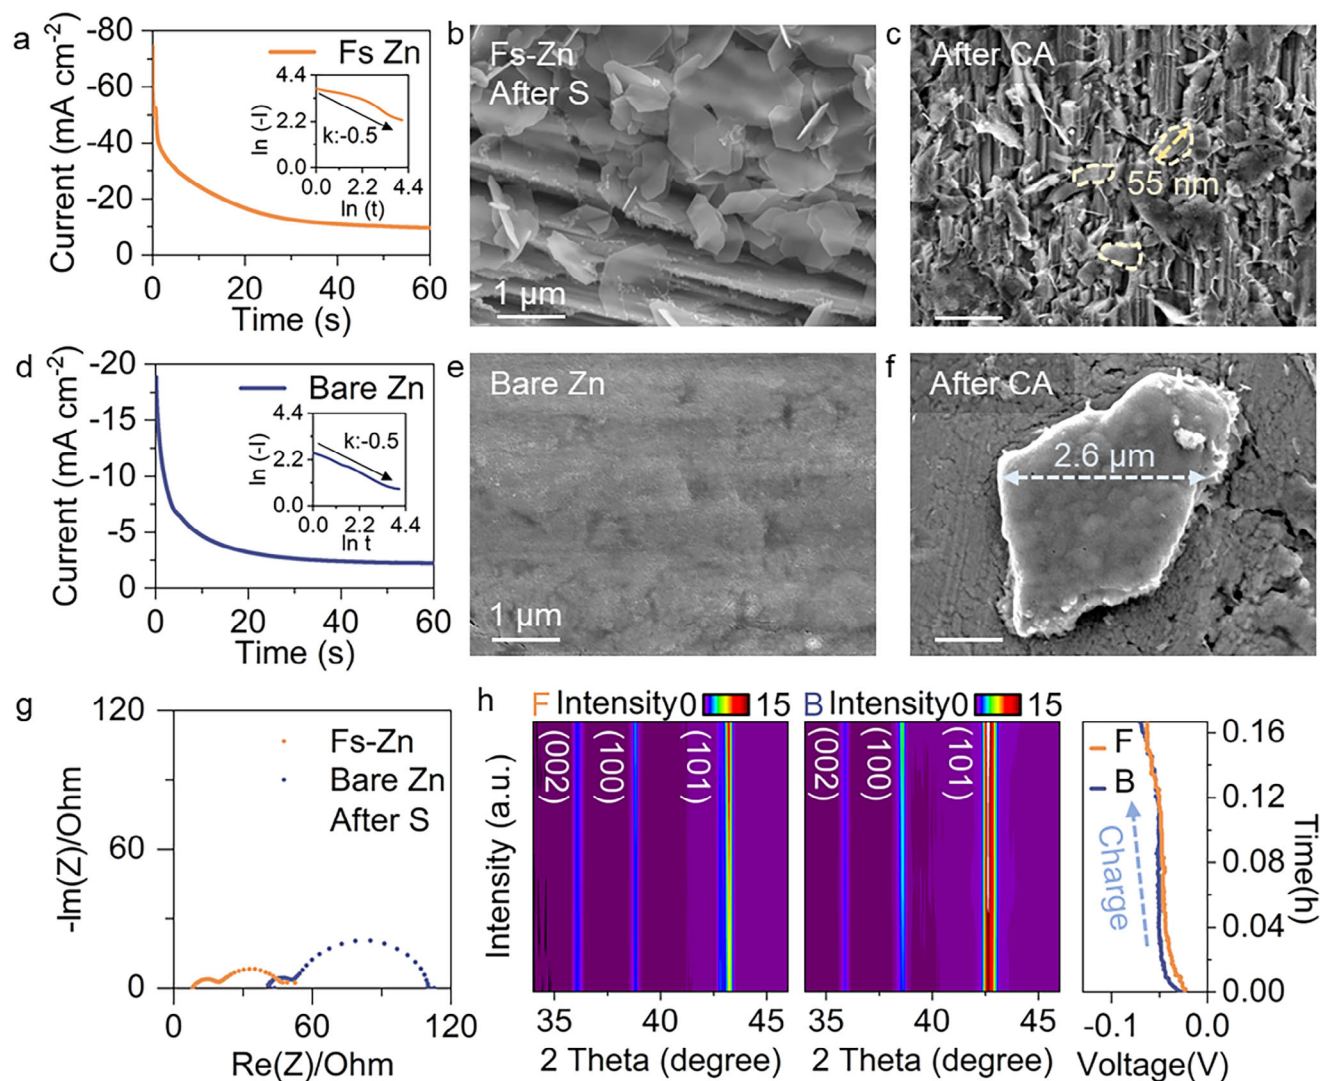 a
-80
-60
-40
-20
0
Current (mA cm-2)
0
20
40
60
Time (s)
Fs Zn
4.4
2.2
0.0
ln (-I)
k:-0.5
0.0
2.2
4.4
ln (t)
b
Fs-Zn
After S
1 µm
c
After CA
55 nm
d
-20
-15
-10
-5
0
Current (mA cm-2)
0
20
40
60
Time (s)
Bare Zn
4.4
2.2
0.0
ln (-I)
k:-0.5
0.0
2.2
4.4
ln t
e
Bare Zn
1 µm
f
After CA
2.6 µm
g
120
60
0
-Im(Z)/Ohm
Fs-Zn
Bare Zn
After S
0
60
120
Re(Z)/Ohm
h
F Intensity 0 15
B Intensity 0 15
Intensity (a.u.)
(002)
(100)
(101)
35
40
45
2 Theta (degree)
(002)
(100)
(101)
35
40
45
2 Theta (degree)
F
B
Charge
0.16
0.12
0.08
0.04
0.00
Time(h)
-0.1
0.0
Voltage(V)